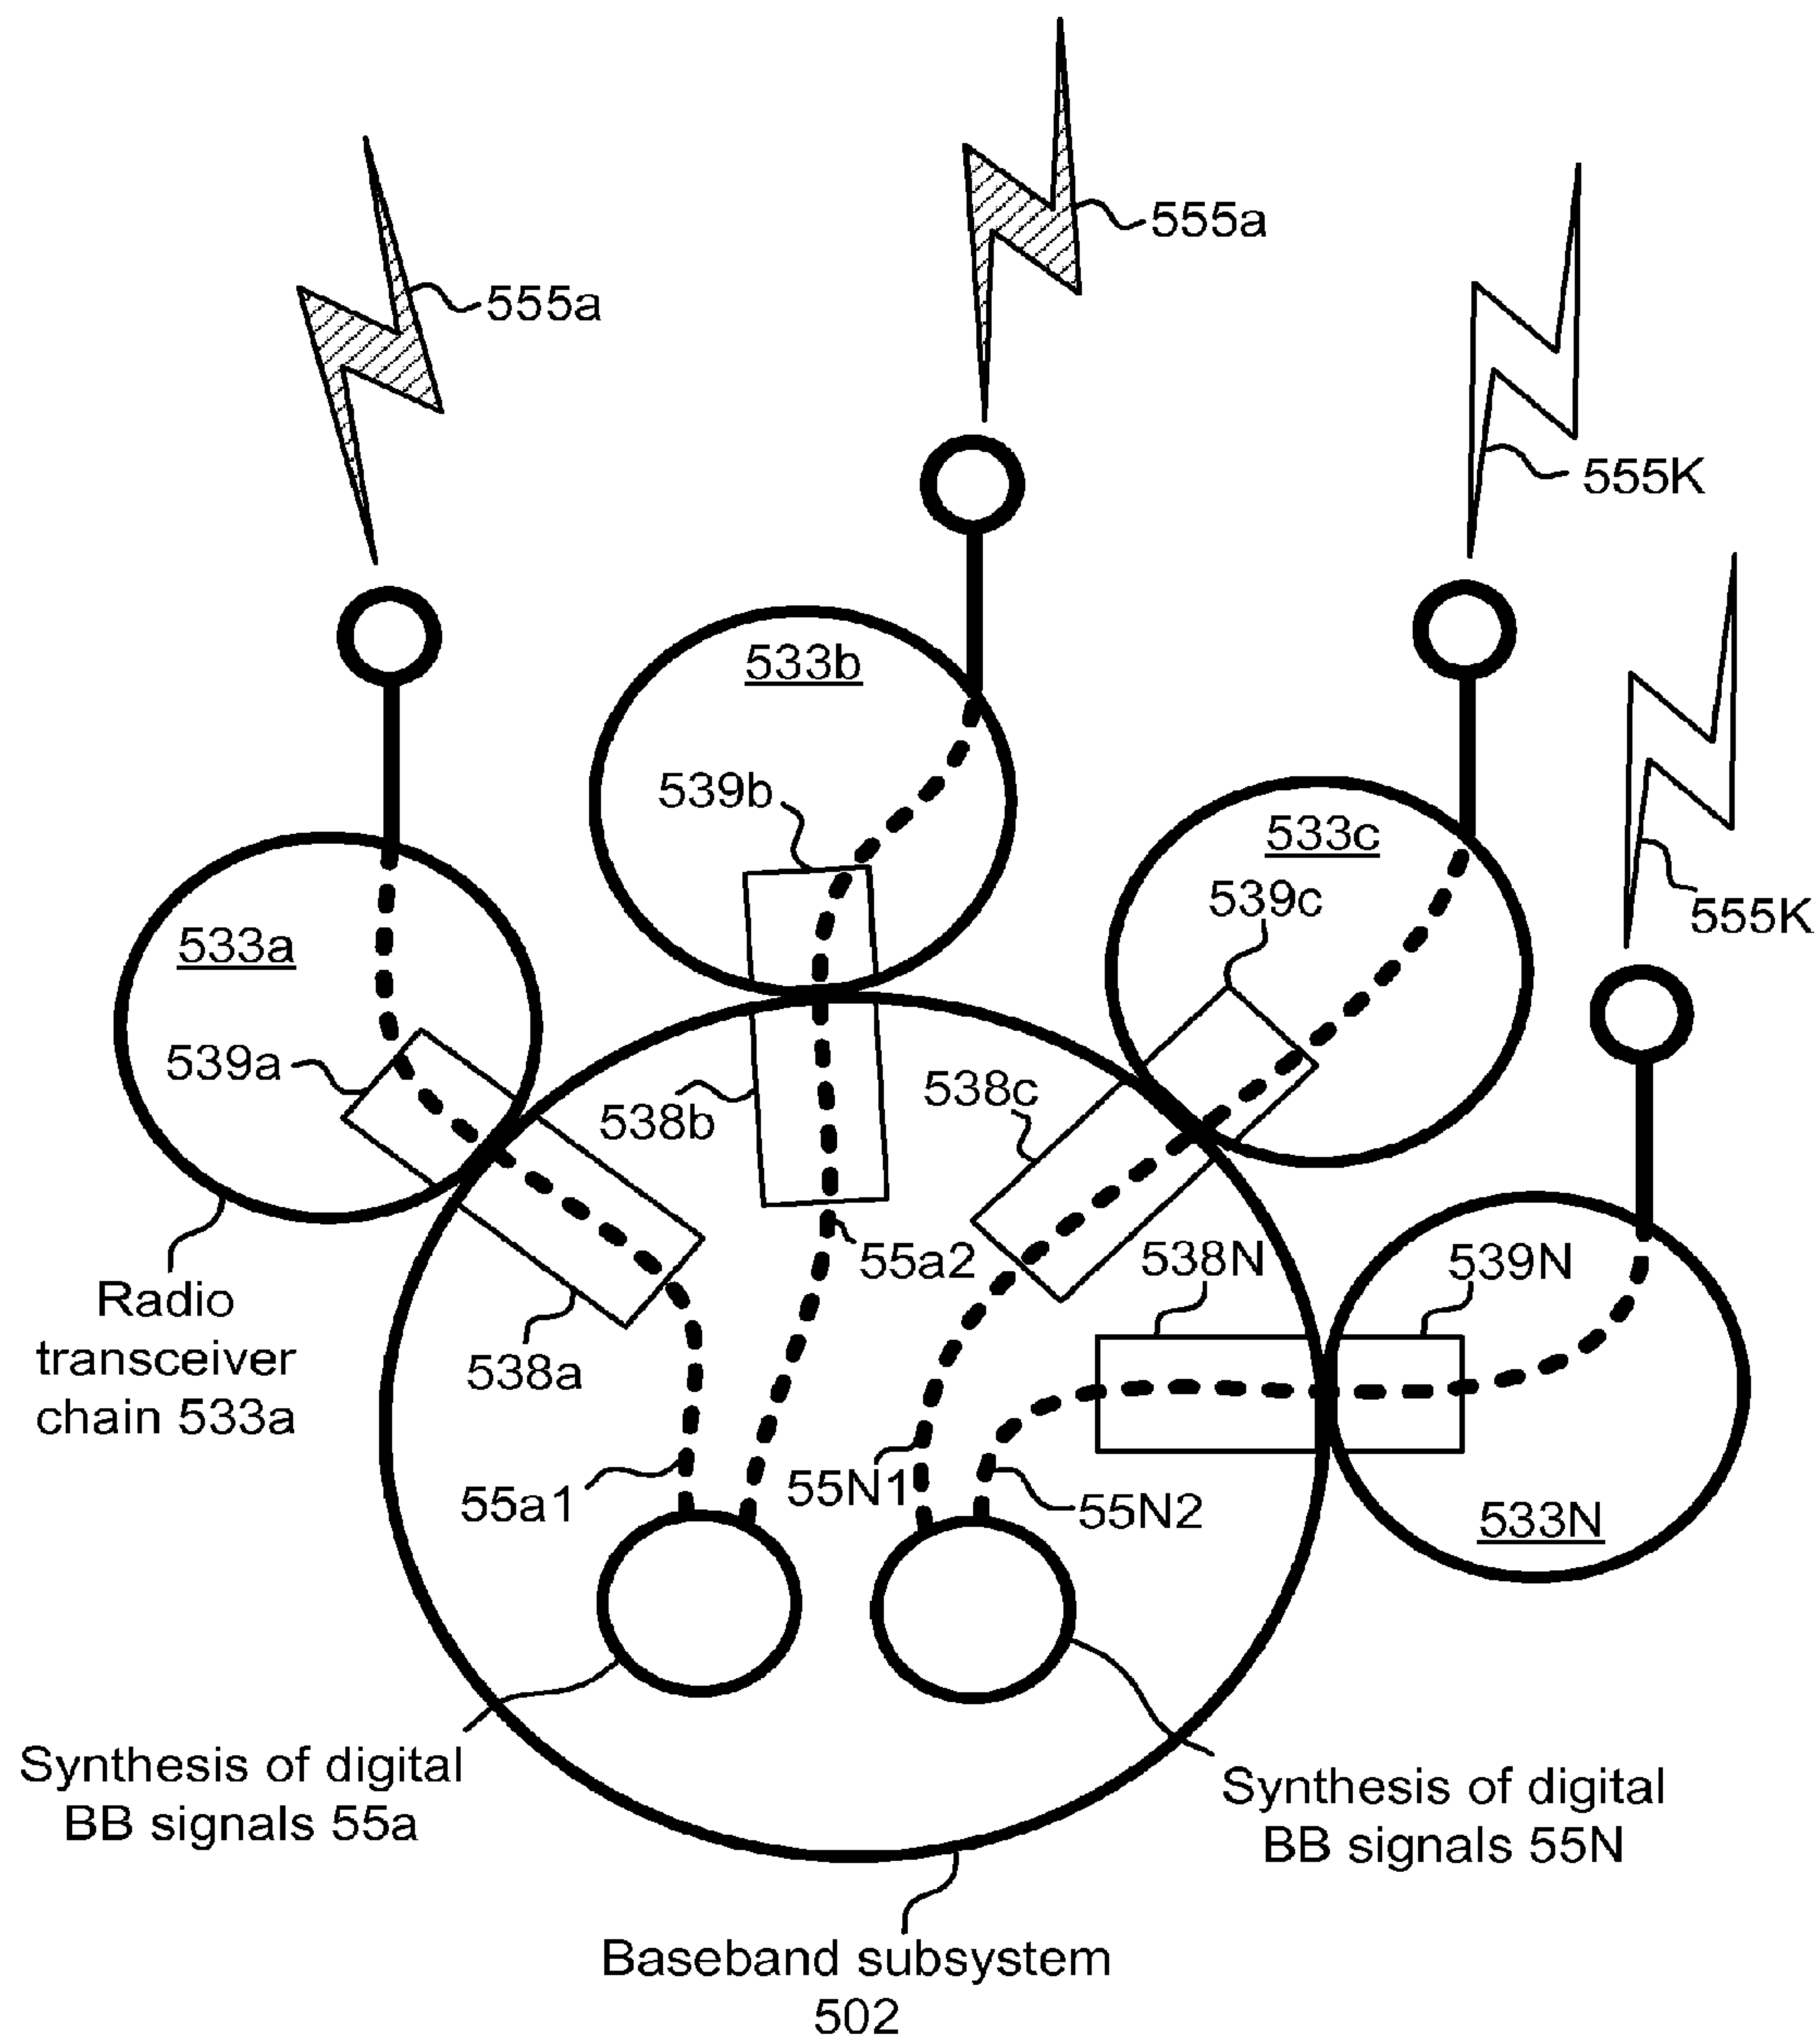 555a
555a
555K
533b
539b
533c
539c
555K
533a
539a
538b
538c
55a2
538N
539N
Radio
transceiver
chain 533a
538a
55a1
55N1
55N2
533N
Synthesis of digital
BB signals 55a
Synthesis of digital
BB signals 55N
Baseband subsystem
502